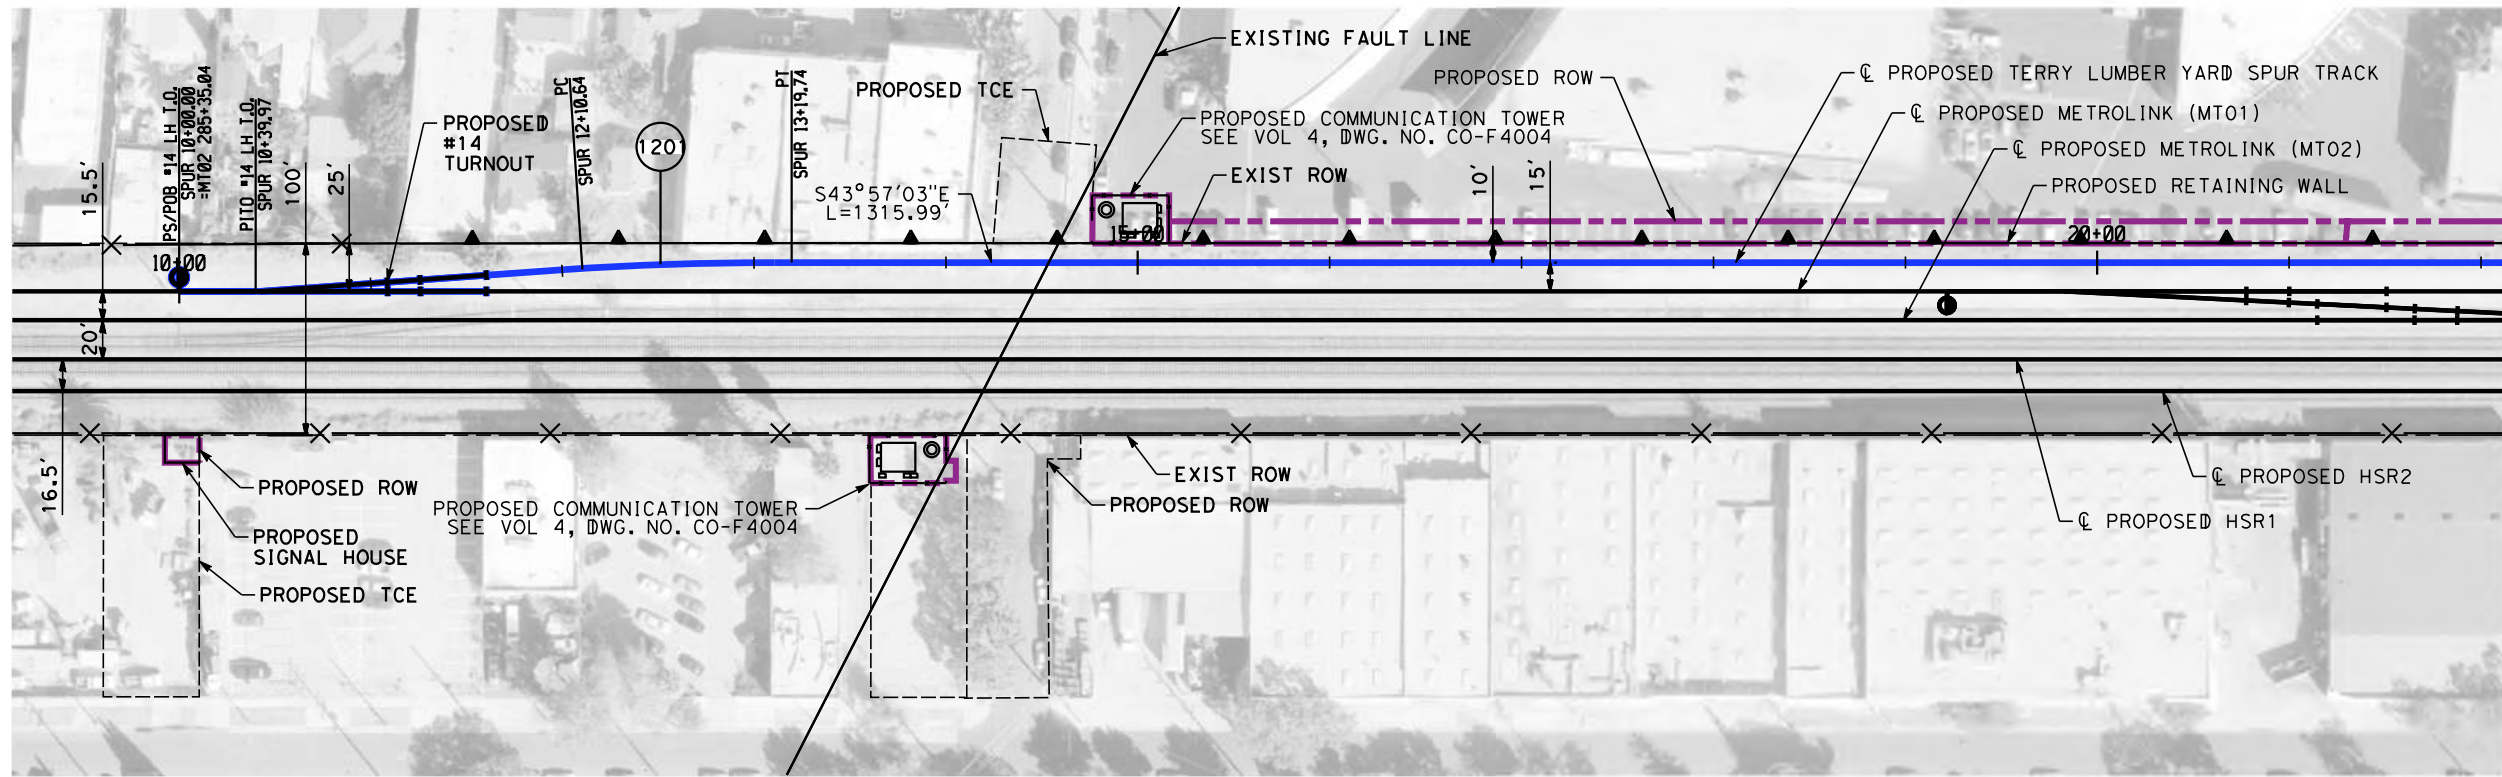 EXISTING FAULT LINE
PROPOSED ROW
℄ PROPOSED TERRY LUMBER YARD SPUR TRACK
℄ PROPOSED METROLINK (MT01)
℄ PROPOSED METROLINK (MT02)
PROPOSED RETAINING WALL
PROPOSED TCE
PROPOSED COMMUNICATION TOWER
SEE VOL 4, DWG. NO. CO-F4004
EXIST ROW
10'
15'
15.5'
PS/POB #14 LH T.O.
SPUR 10+00.00
=MT02 285+35.04
PITO #14 LH T.O.
SPUR 10+39.97
100'
25'
PROPOSED
#14
TURNOUT
PC
SPUR 12+10.64
1201
PT
SPUR 13+19.74
S43°57'03"E
L=1315.99'
10+00
15+00
20+00
20'
16.5'
PROPOSED ROW
PROPOSED
SIGNAL HOUSE
PROPOSED TCE
PROPOSED COMMUNICATION TOWER
SEE VOL 4, DWG. NO. CO-F4004
EXIST ROW
PROPOSED ROW
℄ PROPOSED HSR2
℄ PROPOSED HSR1